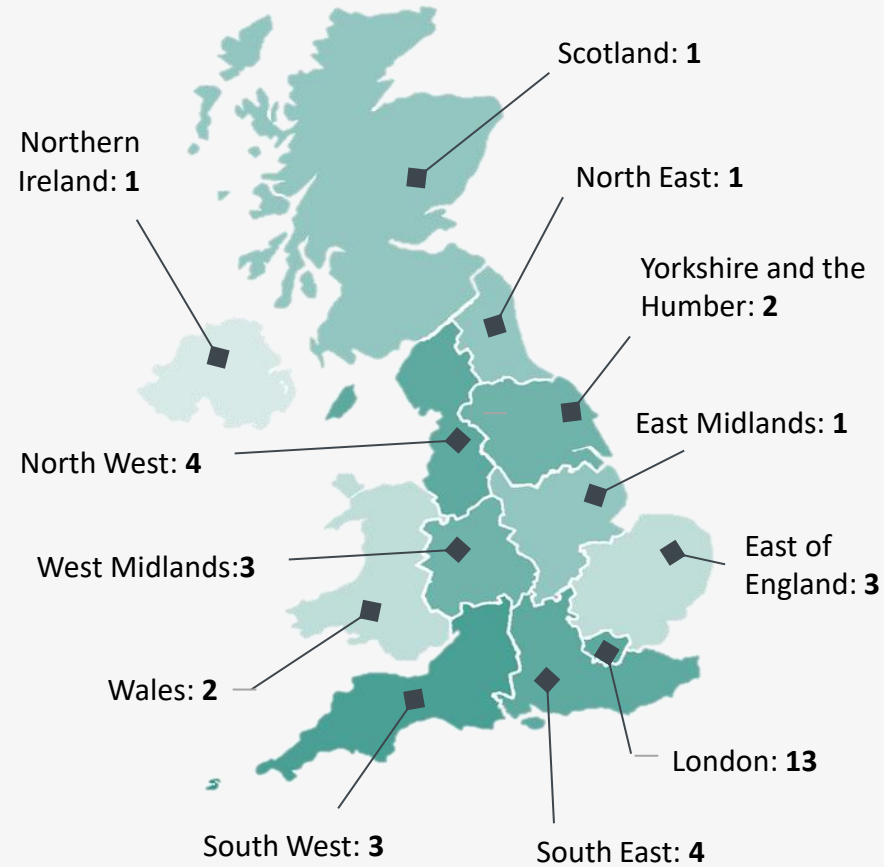 Scotland: 1
Northern
Ireland: 1
North East: 1
Yorkshire and the
Humber: 2
East Midlands: 1
North West: 4
East of
England: 3
West Midlands:3
Wales: 2
London: 13
South West: 3
South East: 4